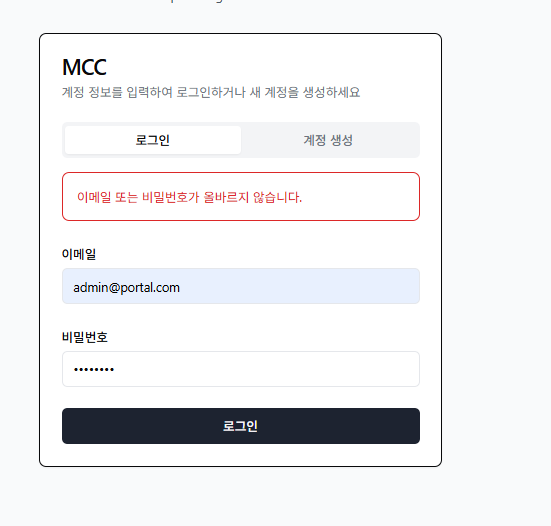 MCC
계정 정보를 입력하여 로그인하거나 새 계정을 생성하세요
로그인
계정 생성
이메일 또는 비밀번호가 올바르지 않습니다.
이메일
admin@portal.com
비밀번호
••••••••
로그인